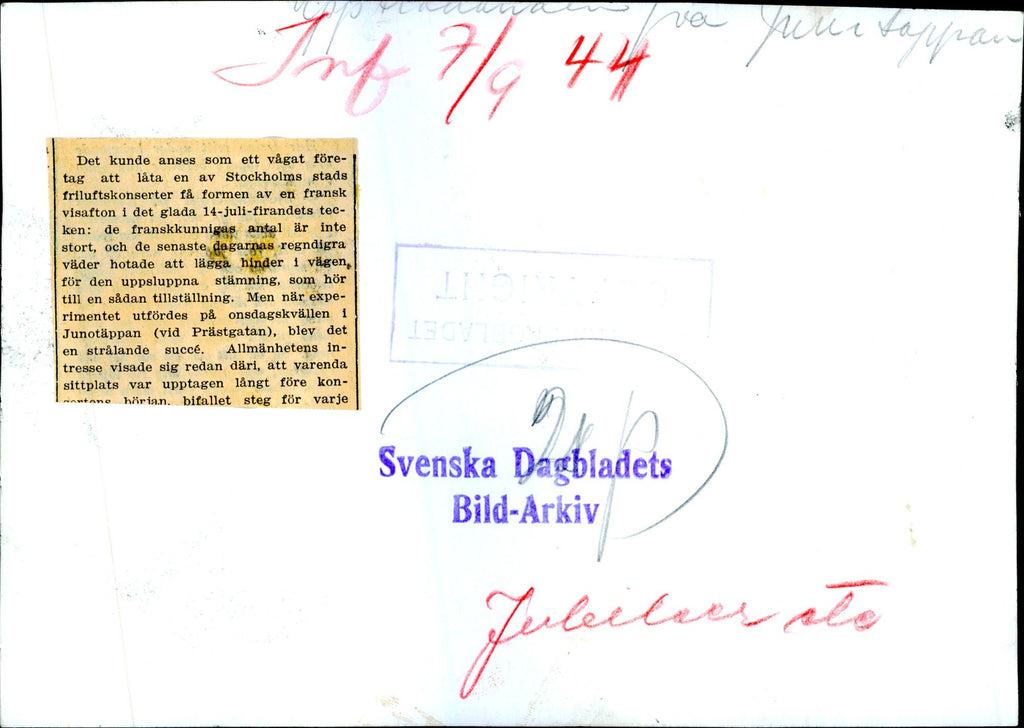 Inf 7/9 44
Det kunde anses som ett vågat före-
tag att låta en av Stockholms stads
friluftskonserter få formen av en fransk
visafton i det glada 14-juli-firandets tec-
ken: de franskkunnigas antal är inte
stort, och de senaste dagarnas regndigra
väder hotade att lägga hinder i vägen,
för den uppsluppna stämning, som hör
till en sådan tillställning. Men när expe-
rimentet utfördes på onsdagskvällen i
Junotäppan (vid Prästgatan), blev det
en strålande succé. Allmänhetens in-
tresse visade sig redan däri, att varenda
sittplats var upptagen långt före kon-
sertens början, bifallet steg för varje
Svenska Dagbladets
Bild-Arkiv